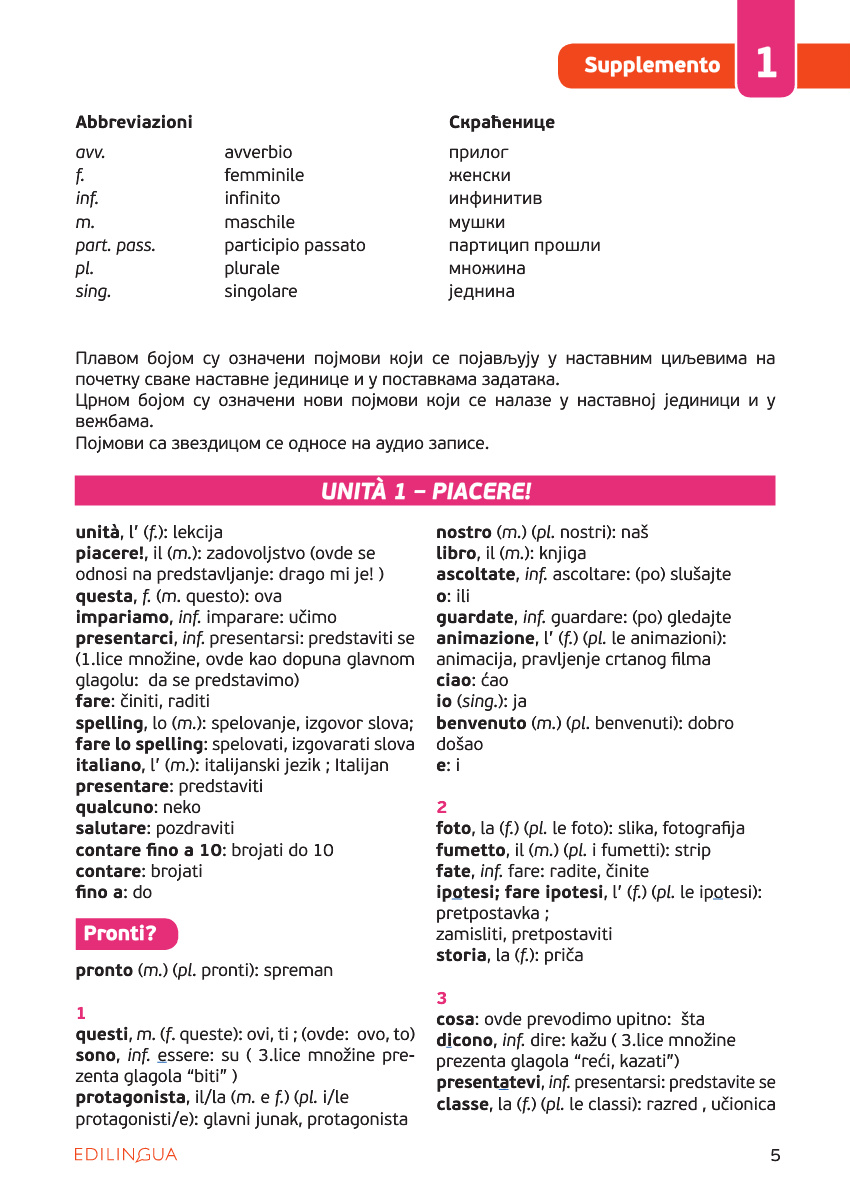 Supplemento 1
Abbreviazioni Скраћенице
avv. avverbio прилог
f. femminile женски
inf. infinito инфинитив
m. maschile мушки
part. pass. participio passato партицип прошли
pl. plurale множина
sing. singolare једнина
Плавом бојом су означени појмови који се појављују у наставним циљевима на
почетку сваке наставне јединице и у поставкама задатака.
Црном бојом су означени нови појмови који се налазе у наставној јединици и у
вежбама.
Појмови са звездицом се односе на аудио записе.
UNITÀ 1 – PIACERE!
unità, l’ (f.): lekcija
piacere!, il (m.): zadovoljstvo (ovde se
odnosi na predstavljanje: drago mi je! )
questa, f. (m. questo): ova
impariamo, inf. imparare: učimo
presentarci, inf. presentarsi: predstaviti se
(1.lice množine, ovde kao dopuna glavnom
glagolu:  da se predstavimo)
fare: činiti, raditi
spelling, lo (m.): spelovanje, izgovor slova;
fare lo spelling: spelovati, izgovarati slova
italiano, l’ (m.): italijanski jezik ; Italijan
presentare: predstaviti
qualcuno: neko
salutare: pozdraviti
contare fino a 10: brojati do 10
contare: brojati
fino a: do
Pronti?
pronto (m.) (pl. pronti): spreman
1
questi, m. (f. queste): ovi, ti ; (ovde:  ovo, to)
sono, inf. essere: su ( 3.lice množine pre-
zenta glagola “biti” )
protagonista, il/la (m. e f.) (pl. i/le
protagonisti/e): glavni junak, protagonista
nostro (m.) (pl. nostri): naš
libro, il (m.): knjiga
ascoltate, inf. ascoltare: (po) slušajte
o: ili
guardate, inf. guardare: (po) gledajte
animazione, l’ (f.) (pl. le animazioni):
animacija, pravljenje crtanog filma
ciao: ćao
io (sing.): ja
benvenuto (m.) (pl. benvenuti): dobro
došao
e: i
2
foto, la (f.) (pl. le foto): slika, fotografija
fumetto, il (m.) (pl. i fumetti): strip
fate, inf. fare: radite, činite
ipotesi; fare ipotesi, l’ (f.) (pl. le ipotesi):
pretpostavka ;
zamisliti, pretpostaviti
storia, la (f.): priča
3
cosa: ovde prevodimo upitno:  šta
dicono, inf. dire: kažu ( 3.lice množine
prezenta glagola “reći, kazati”)
presentatevi, inf. presentarsi: predstavite se
classe, la (f.) (pl. le classi): razred , učionica
EDILINGUA 5